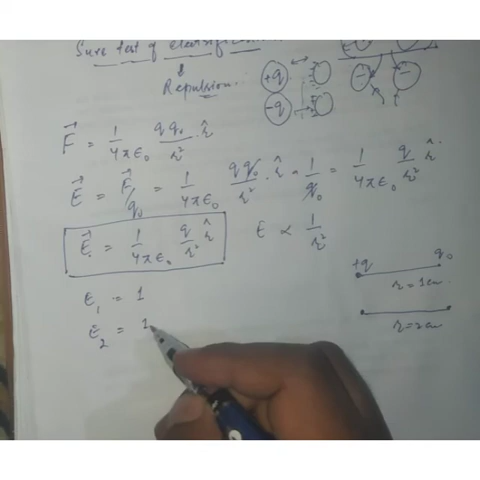 Sure test of electrification
Repulsion.
+q
-q
− −
F⃗ = 1/4πε₀ qq₀/r² . r̂
E⃗ = F⃗/q₀ = 1/4πε₀ qq₀/r² r̂ . 1/q₀ = 1/4πε₀ q/r² r̂
E⃗. = 1/4πε₀ q/r² r̂
E ∝ 1/r²
+q q₀
r = 1cm.
r = 2cm
E₁ = 1
E₂ = 1